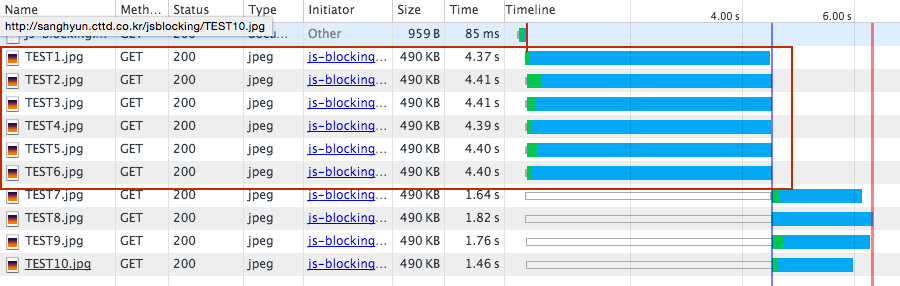 Name Meth... Status Type Initiator Size Time Timeline
4.00 s 6.00 s
http://sanghyun.cttd.co.kr/jsblocking/TEST10.jpg
200 docu... Other 959 B 85 ms
TEST1.jpg GET 200 jpeg js-blocking... 490 KB 4.37 s
TEST2.jpg GET 200 jpeg js-blocking... 490 KB 4.41 s
TEST3.jpg GET 200 jpeg js-blocking... 490 KB 4.41 s
TEST4.jpg GET 200 jpeg js-blocking... 490 KB 4.39 s
TEST5.jpg GET 200 jpeg js-blocking... 490 KB 4.40 s
TEST6.jpg GET 200 jpeg js-blocking... 490 KB 4.40 s
TEST7.jpg GET 200 jpeg js-blocking... 490 KB 1.64 s
TEST8.jpg GET 200 jpeg js-blocking... 490 KB 1.82 s
TEST9.jpg GET 200 jpeg js-blocking... 490 KB 1.76 s
TEST10.jpg GET 200 jpeg js-blocking... 490 KB 1.46 s